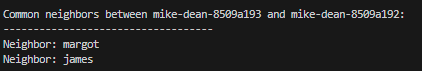 Common neighbors between mike-dean-8509a193 and mike-dean-8509a192:
-----------------------------------
Neighbor: margot
Neighbor: james